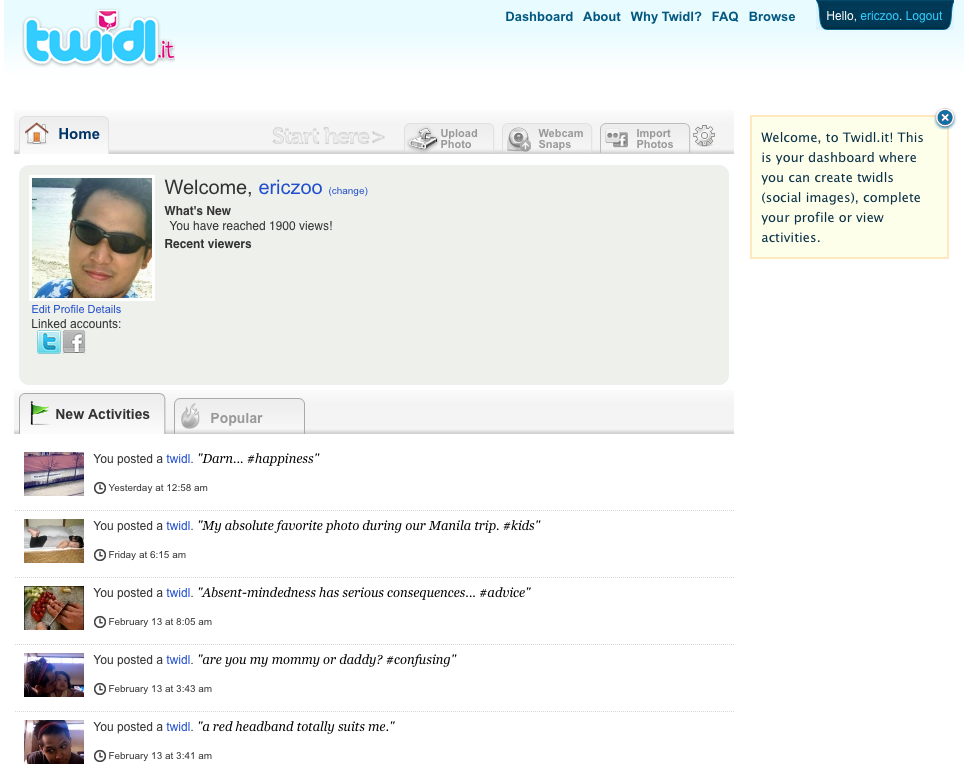 Dashboard About Why Twidl? FAQ Browse
Hello, ericzoo. Logout
twidl.it
Home
Start here>
Upload Photo
Webcam Snaps
Import Photos
Welcome, to Twidl.it! This
is your dashboard where
you can create twidls
(social images), complete
your profile or view
activities.
Welcome, ericzoo (change)
What's New
You have reached 1900 views!
Recent viewers
Edit Profile Details
Linked accounts:
t f
New Activities
Popular
You posted a twidl. "Darn... #happiness"
Yesterday at 12:58 am
You posted a twidl. "My absolute favorite photo during our Manila trip. #kids"
Friday at 6:15 am
You posted a twidl. "Absent-mindedness has serious consequences... #advice"
February 13 at 8:05 am
You posted a twidl. "are you my mommy or daddy? #confusing"
February 13 at 3:43 am
You posted a twidl. "a red headband totally suits me."
February 13 at 3:41 am